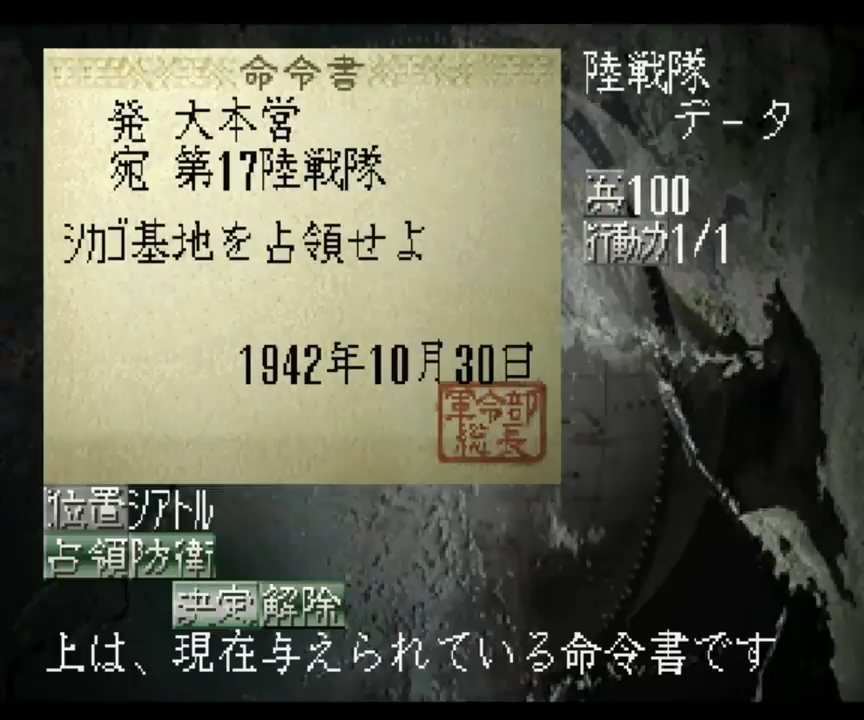 命令書
発 大本営
宛 第17陸戦隊
シカゴ基地を占領せよ
1942年10月30日
軍令部
総長
陸戦隊
データ
兵100
行動力1/1
位置シアトル
占領防衛
決定解除
上は、現在与えられている命令書です